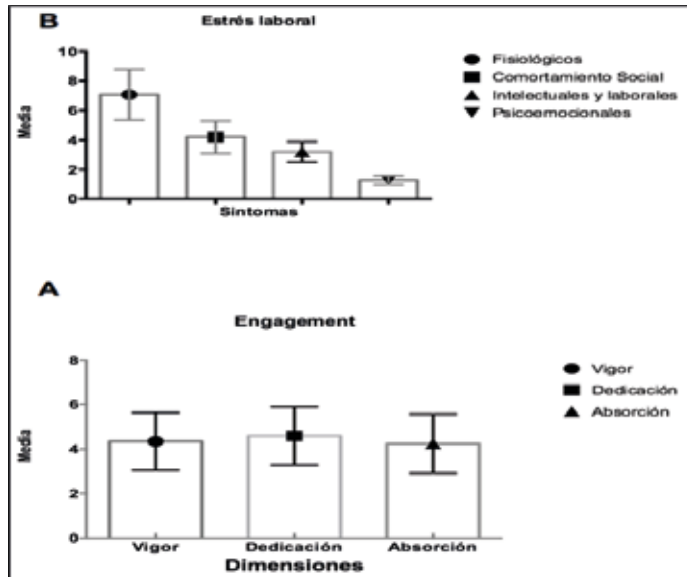 B
Estrés laboral
10
8
6
4
2
0
Media
Síntomas
Fisiológicos
Comortamiento Social
Intelectuales y laborales
Psicoemocionales
A
Engagement
8
6
4
2
0
Media
Vigor
Dedicación
Absorción
Dimensiones
Vigor
Dedicación
Absorción